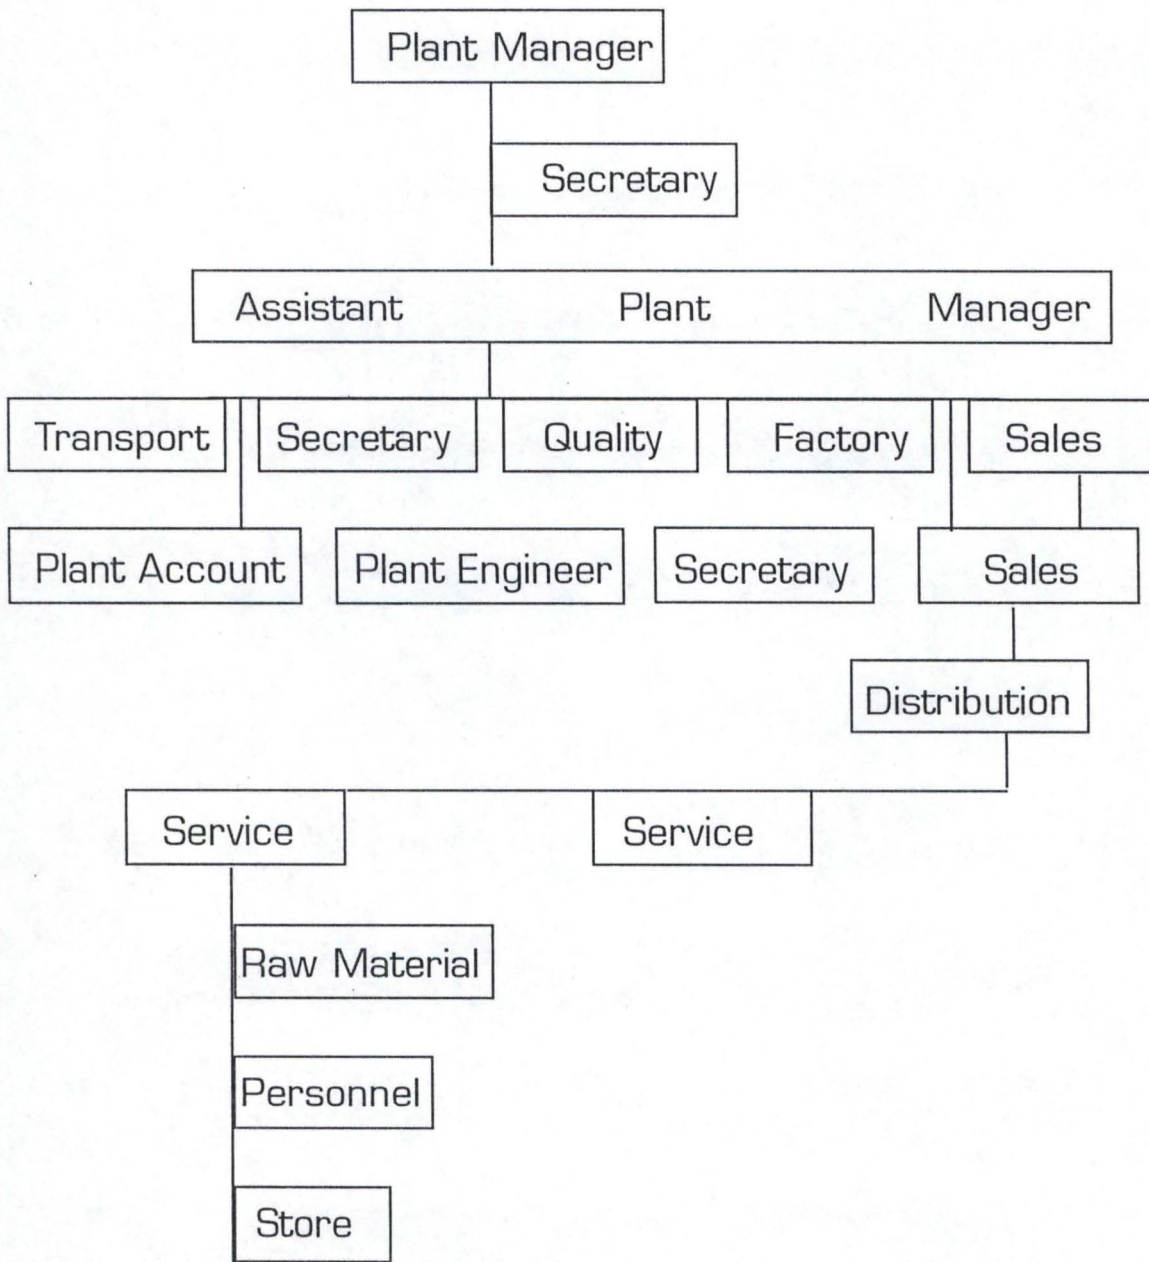 Plant Manager
Secretary
Assistant Plant Manager
Transport Secretary Quality Factory Sales
Plant Account Plant Engineer Secretary Sales
Distribution
Service Service
Raw Material
Personnel
Store